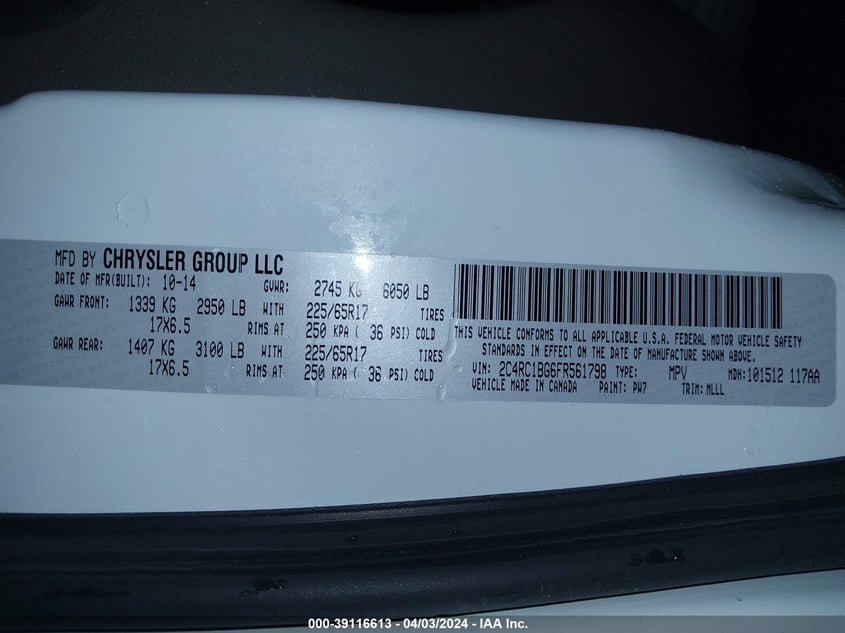 MFD BY CHRYSLER GROUP LLC
DATE OF MFR(BUILT): 10-14 GVWR: 2745 KG 6050 LB
GAWR FRONT: 1339 KG 2950 LB WITH 225/65R17 TIRES
17X6.5 RIMS AT 250 KPA ( 36 PSI) COLD
GAWR REAR: 1407 KG 3100 LB WITH 225/65R17 TIRES
17X6.5 RIMS AT 250 KPA ( 36 PSI) COLD
THIS VEHICLE CONFORMS TO ALL APPLICABLE U.S.A. FEDERAL MOTOR VEHICLE SAFETY
STANDARDS IN EFFECT ON THE DATE OF MANUFACTURE SHOWN ABOVE.
VIN: 2C4RC1BG6FR561798 TYPE: MPV MDH:101512 117AA
VEHICLE MADE IN CANADA PAINT: PW7 TRIM: MLLL
000-39116613 - 04/03/2024 - IAA Inc.